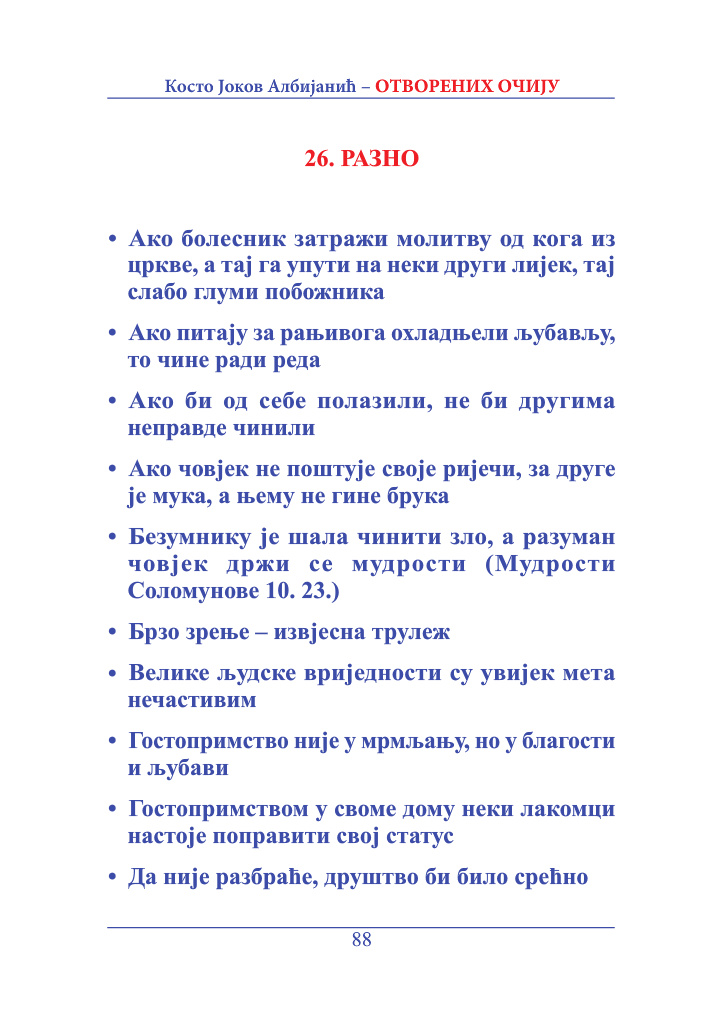 Косто Јоков Албијанић – ОТВОРЕНИХ ОЧИЈУ
26. РАЗНО
• Ако болесник затражи молитву од кога из
цркве, а тај га упути на неки други лијек, тај
слабо глуми побожника
• Ако питају за рањивога охладњели љубављу,
то чине ради реда
• Ако би од себе полазили, не би другима
неправде чинили
• Ако човјек не поштује своје ријечи, за друге
је мука, а њему не гине брука
• Безумнику је шала чинити зло, а разуман
човјек држи се мудрости (Мудрости
Соломунове 10. 23.)
• Брзо зрење – извјесна трулеж
• Велике људске вриједности су увијек мета
нечастивим
• Гостопримство није у мрмљању, но у благости
и љубави
• Гостопримством у своме дому неки лакомци
настоје поправити свој статус
• Да није разбраће, друштво би било срећно
88